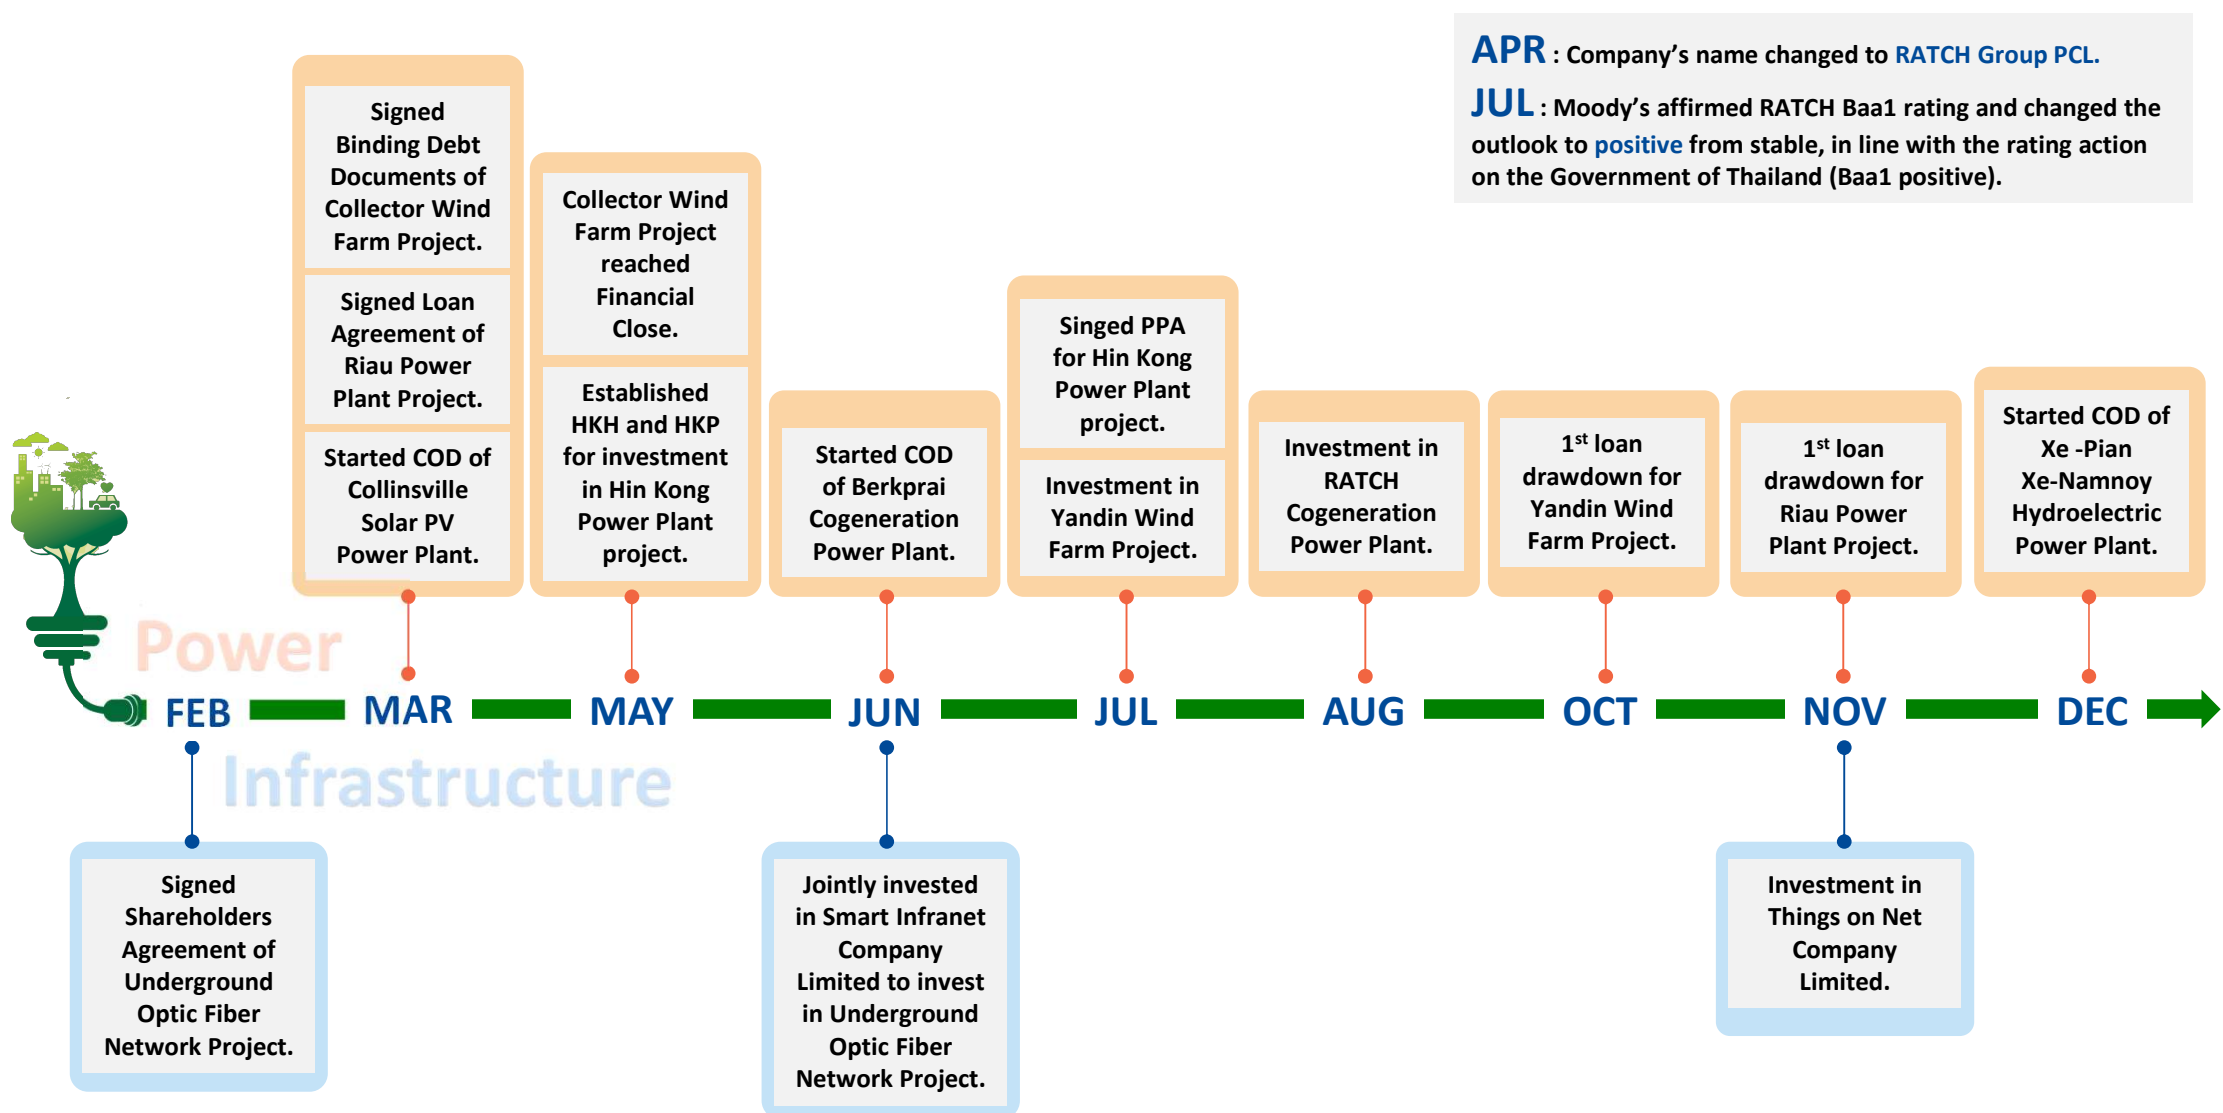 APR : Company's name changed to RATCH Group PCL.
JUL : Moody's affirmed RATCH Baa1 rating and changed the
outlook to positive from stable, in line with the rating action
on the Government of Thailand (Baa1 positive).
Signed
Binding Debt
Documents of
Collector Wind
Farm Project.
Signed Loan
Agreement of
Riau Power
Plant Project.
Started COD of
Collinsville
Solar PV
Power Plant.
Collector Wind
Farm Project
reached
Financial
Close.
Established
HKH and HKP
for investment
in Hin Kong
Power Plant
project.
Started COD
of Berkprai
Cogeneration
Power Plant.
Singed PPA
for Hin Kong
Power Plant
project.
Investment in
Yandin Wind
Farm Project.
Investment in
RATCH
Cogeneration
Power Plant.
1st loan
drawdown for
Yandin Wind
Farm Project.
1st loan
drawdown for
Riau Power
Plant Project.
Started COD of
Xe -Pian
Xe-Namnoy
Hydroelectric
Power Plant.
Power
FEB MAR MAY JUN JUL AUG OCT NOV DEC
Infrastructure
Signed
Shareholders
Agreement of
Underground
Optic Fiber
Network Project.
Jointly invested
in Smart Infranet
Company
Limited to invest
in Underground
Optic Fiber
Network Project.
Investment in
Things on Net
Company
Limited.